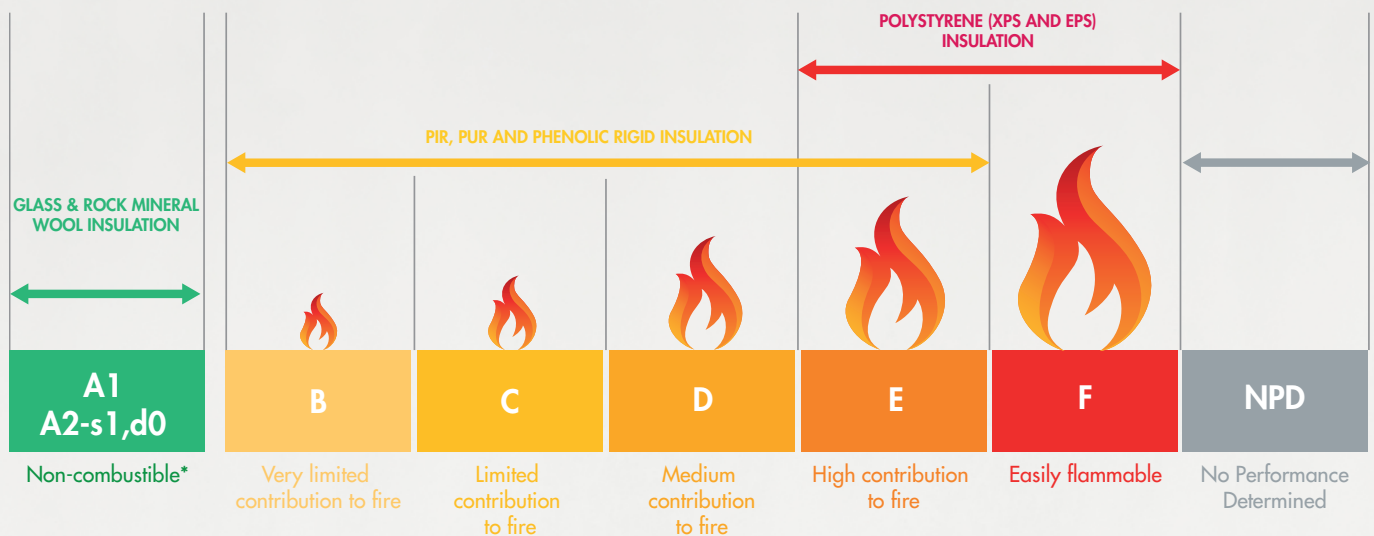 POLYSTYRENE (XPS AND EPS)
INSULATION
PIR, PUR AND PHENOLIC RIGID INSULATION
GLASS & ROCK MINERAL
WOOL INSULATION
A1
A2-s1,d0
B
C
D
E
F
NPD
Non-combustible*
Very limited
contribution to fire
Limited
contribution
to fire
Medium
contribution
to fire
High contribution
to fire
Easily flammable
No Performance
Determined